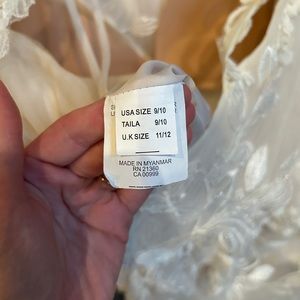 USA SIZE 9/10
TAILA 9/10
U.K SIZE 11/12
MADE IN MYANMAR
RN 21360
CA 00999